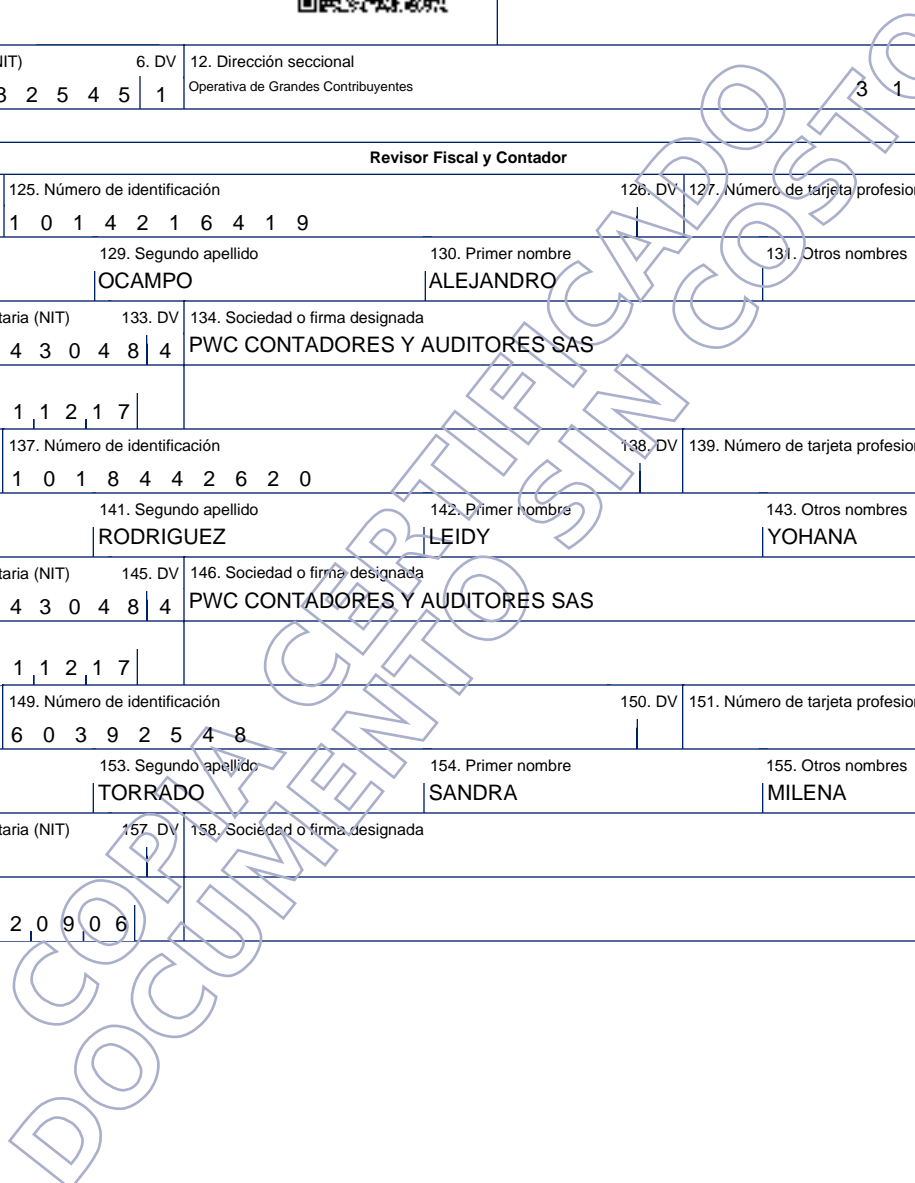 NIT) 6. DV 12. Dirección seccional
3 2 5 4 5 1 Operativa de Grandes Contribuyentes 3 1
Revisor Fiscal y Contador
125. Número de identificación 126. DV 127. Número de tarjeta profesion
1 0 1 4 2 1 6 4 1 9
129. Segundo apellido 130. Primer nombre 131. Otros nombres
OCAMPO ALEJANDRO
taria (NIT) 133. DV 134. Sociedad o firma designada
4 3 0 4 8 4 PWC CONTADORES Y AUDITORES SAS
1 1 2 1 7
137. Número de identificación 138. DV 139. Número de tarjeta profesion
1 0 1 8 4 4 2 6 2 0
141. Segundo apellido 142. Primer nombre 143. Otros nombres
RODRIGUEZ LEIDY YOHANA
taria (NIT) 145. DV 146. Sociedad o firma designada
4 3 0 4 8 4 PWC CONTADORES Y AUDITORES SAS
1 1 2 1 7
149. Número de identificación 150. DV 151. Número de tarjeta profesion
6 0 3 9 2 5 4 8
153. Segundo apellido 154. Primer nombre 155. Otros nombres
TORRADO SANDRA MILENA
taria (NIT) 157. DV 158. Sociedad o firma designada
2 0 9 0 6
COPIA CERTIFICADO
DOCUMENTO SIN COSTO